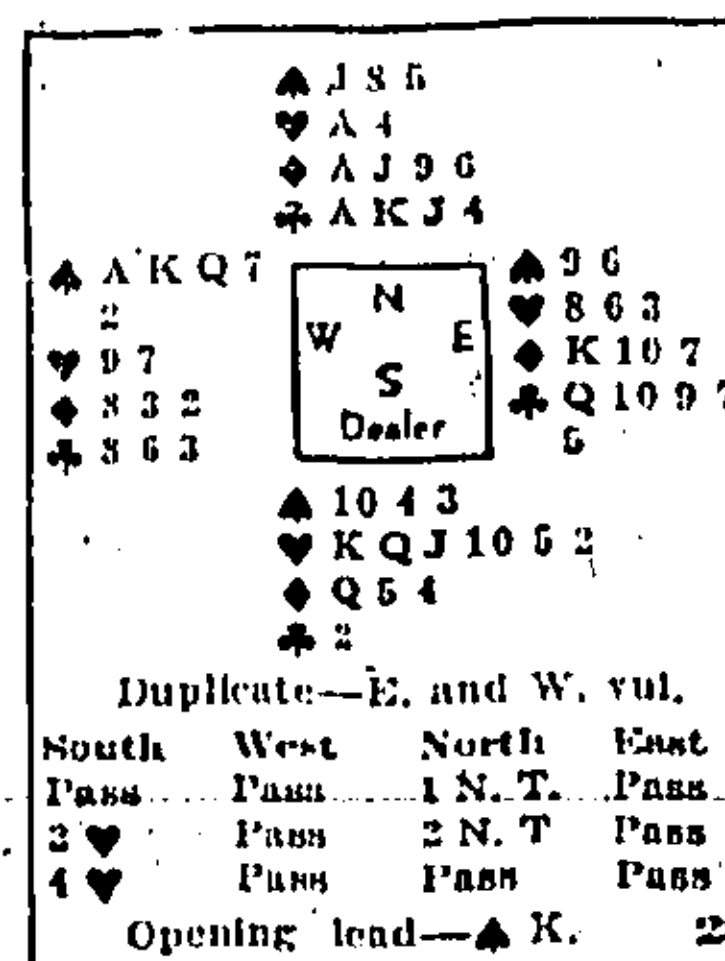 ♠ J 8 5
♥ A 4
♦ A J 9 6
♣ A K J 4
♠ A K Q 7
2
♥ 9 7
♦ 8 3 2
♣ 8 6 3
N
W E
S
Dealer
♠ 9 6
♥ 8 6 3
♦ K 10 7
♣ Q 10 9 7
5
♠ 10 4 3
♥ K Q J 10 5 2
♦ Q 5 4
♣ 2
Duplicate—E. and W. vul.
South West North East
Pass Pass 1 N. T. Pass
2 ♥ Pass 2 N. T Pass
4 ♥ Pass Pass Pass
Opening lead—♠ K. 2